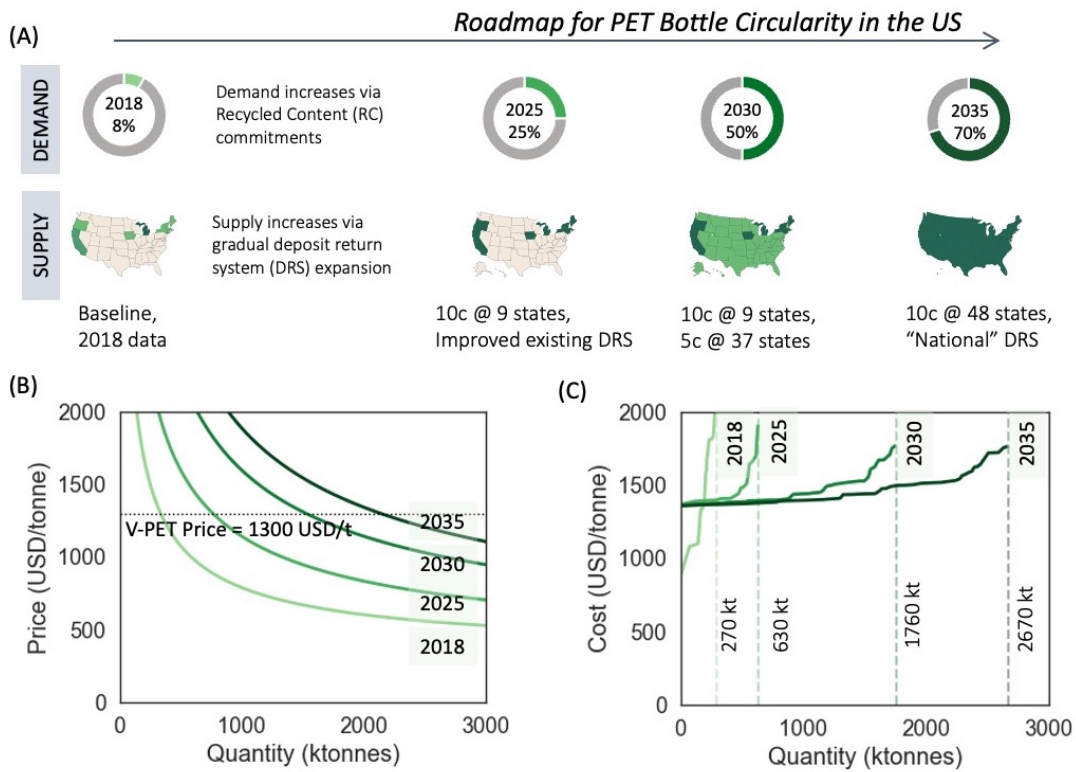 (A)
Roadmap for PET Bottle Circularity in the US
DEMAND
2018
8%
Demand increases via
Recycled Content (RC)
commitments
2025
25%
2030
50%
2035
70%
SUPPLY
Supply increases via
gradual deposit return
system (DRS) expansion
Baseline,
2018 data
10c @ 9 states,
Improved existing DRS
10c @ 9 states,
5c @ 37 states
10c @ 48 states,
“National” DRS
(B)
Price (USD/tonne)
2000
1500
1000
500
0
V-PET Price = 1300 USD/t
2035
2030
2025
2018
0
1000
2000
3000
Quantity (ktonnes)
(C)
Cost (USD/tonne)
2000
1500
1000
500
0
2018
2025
2030
2035
270 kt
630 kt
1760 kt
2670 kt
0
1000
2000
3000
Quantity (ktonnes)